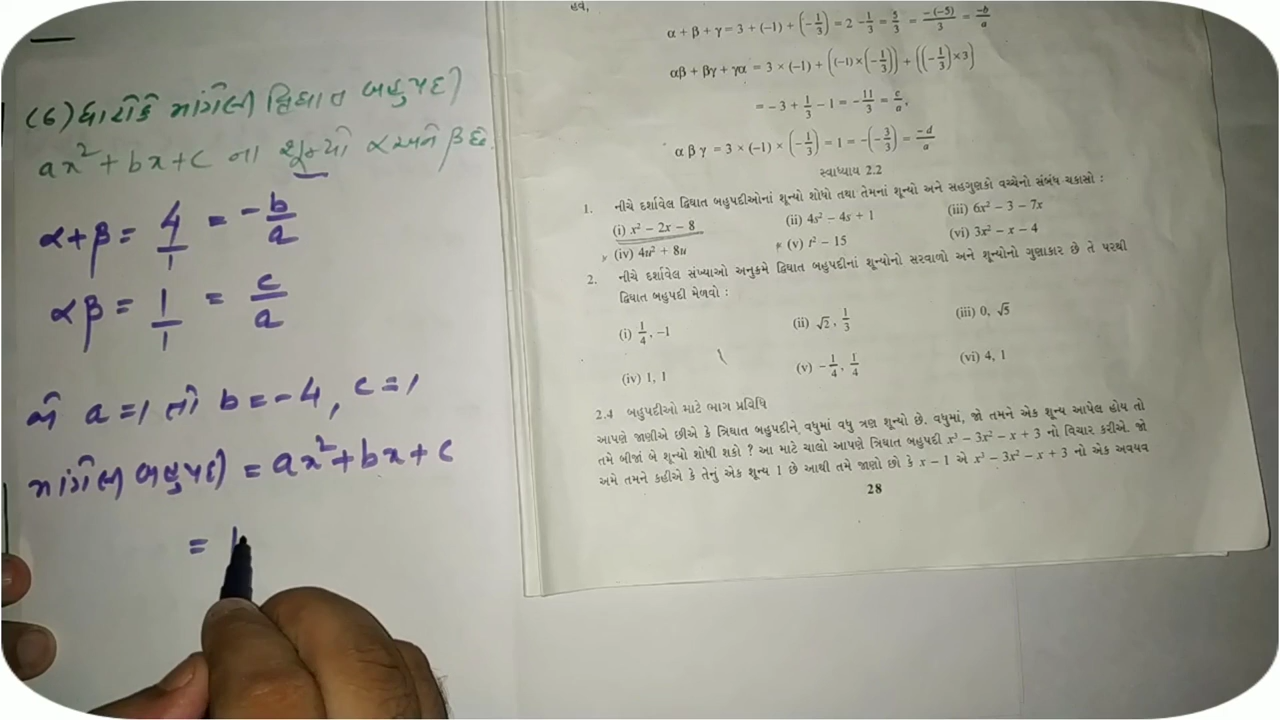 (6) ધારોકે માંગેલી દ્વિઘાત બહુપદી
ax² + bx + c ના શૂન્યો α અને β છે.
α+β = 4/1 = -b/a
αβ = 1/1 = c/a
જો a = 1 તો b = -4, c = 1
માંગેલી બહુપદી = ax² + bx + c
= 1
હવે,
α + β + γ = 3 + (-1) + (-1/3) = 2 - 1/3 = 5/3 = -(-5)/3 = -b/a
αβ + βγ + γα = 3 × (-1) + ((-1) × (-1/3)) + ((-1/3) × 3)
= -3 + 1/3 - 1 = -11/3 = c/a,
α β γ = 3 × (-1) × (-1/3) = 1 = -(-3/3) = -d/a
સ્વાધ્યાય 2.2
1. નીચે દર્શાવેલ દ્વિઘાત બહુપદીઓનાં શૂન્યો શોધો તથા તેમનાં શૂન્યો અને સહગુણકો વચ્ચેનો સંબંધ ચકાસો :
(i) x² - 2x - 8 (ii) 4s² - 4s + 1 (iii) 6x² - 3 - 7x
(iv) 4u² + 8u (v) t² - 15 (vi) 3x² - x - 4
2. નીચે દર્શાવેલ સંખ્યાઓ અનુક્રમે દ્વિઘાત બહુપદીનાં શૂન્યોનો સરવાળો અને શૂન્યોનો ગુણાકાર છે તે પરથી
દ્વિઘાત બહુપદી મેળવો :
(i) 1/4, -1 (ii) √2, 1/3 (iii) 0, √5
(iv) 1, 1 (v) -1/4, 1/4 (vi) 4, 1
2.4 બહુપદીઓ માટે ભાગ પ્રવિધિ
આપણે જાણીએ છીએ કે ત્રિઘાત બહુપદીને વધુમાં વધુ ત્રણ શૂન્યો છે. વધુમાં, જો તમને એક શૂન્ય આપેલ હોય તો
તમે બીજાં બે શૂન્યો શોધી શકો ? આ માટે ચાલો આપણે ત્રિઘાત બહુપદી x³ - 3x² - x + 3 નો વિચાર કરીએ. જો
અમે તમને કહીએ કે તેનું એક શૂન્ય 1 છે આથી તમે જાણો છો કે x - 1 એ x³ - 3x² - x + 3 નો એક અવયવ
28